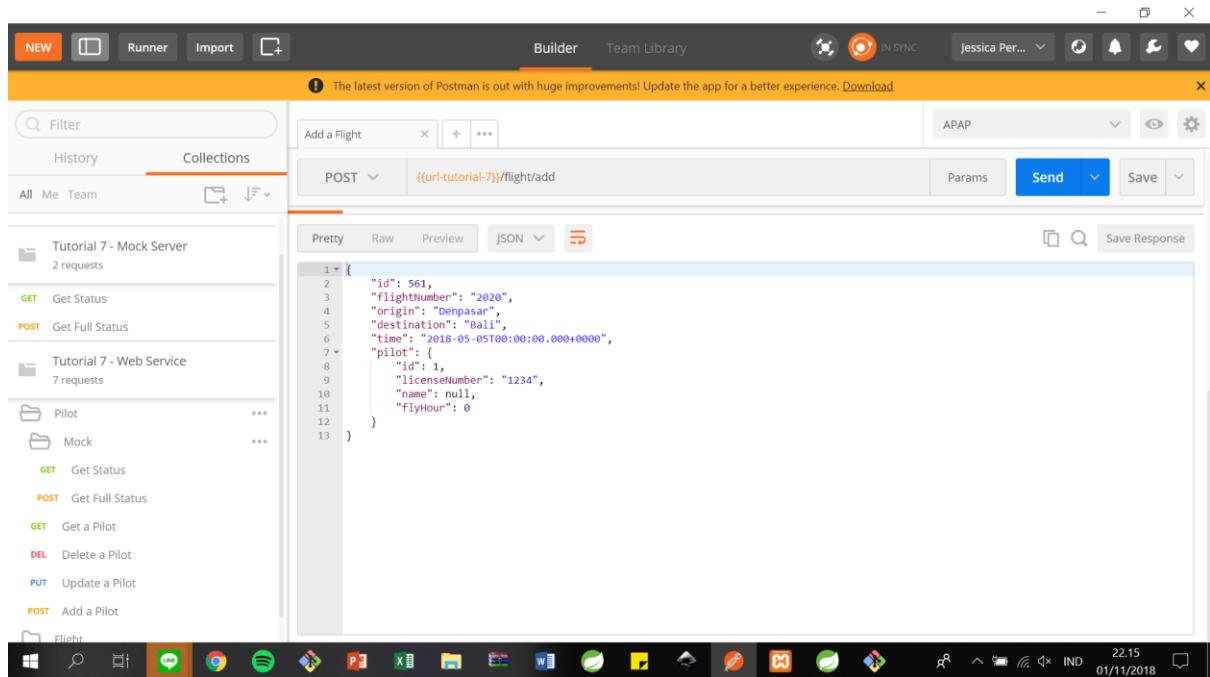 NEW Runner Import Builder Team Library IN SYNC Jessica Per...
The latest version of Postman is out with huge improvements! Update the app for a better experience. Download
Filter
History Collections
All Me Team
Tutorial 7 - Mock Server
2 requests
GET Get Status
POST Get Full Status
Tutorial 7 - Web Service
7 requests
Pilot
Mock
GET Get Status
POST Get Full Status
GET Get a Pilot
DEL Delete a Pilot
PUT Update a Pilot
POST Add a Pilot
Flight
Add a Flight
APAP
POST {{url-tutorial-7}}/flight/add Params Send Save
Pretty Raw Preview JSON Save Response
1 {
2 "id": 561,
3 "flightNumber": "2020",
4 "origin": "Denpasar",
5 "destination": "Bali",
6 "time": "2018-05-05T00:00:00.000+0000",
7 "pilot": {
8 "id": 1,
9 "licenseNumber": "1234",
10 "name": null,
11 "flyHour": 0
12 }
13 }
LINE
IND
22.15
01/11/2018